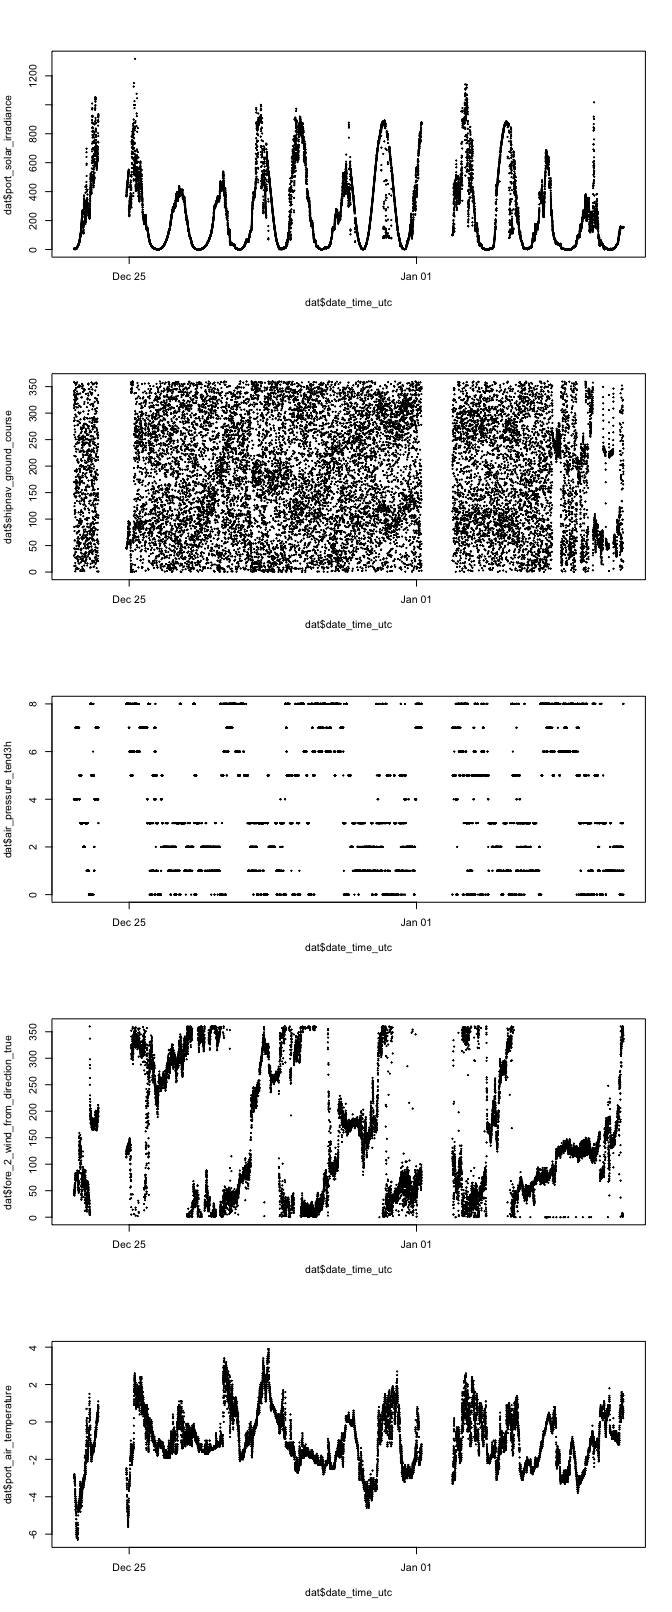 dat$port_solar_irradiance
1200
800
600
400
200
0
Dec 25 Jan 01
dat$date_time_utc
dat$shipnav_ground_course
350
300
250
200
150
100
50
0
Dec 25 Jan 01
dat$date_time_utc
dat$air_pressure_tend3h
8
6
4
2
0
Dec 25 Jan 01
dat$date_time_utc
dat$fore_2_wind_from_direction_true
350
300
250
200
150
100
50
0
Dec 25 Jan 01
dat$date_time_utc
dat$port_air_temperature
4
2
0
-2
-4
-6
Dec 25 Jan 01
dat$date_time_utc